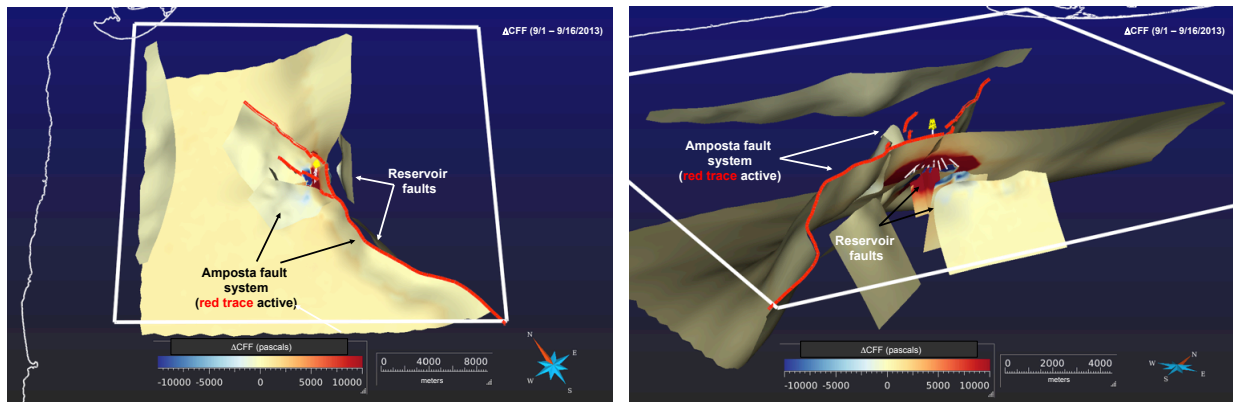 ΔCFF (9/1 – 9/16/2013)
Reservoir
faults
Amposta fault
system
(red trace active)
ΔCFF (pascals)
-10000 -5000 0 5000 10000
0 4000 8000
meters
N
E
W
S
ΔCFF (9/1 – 9/16/2013)
Amposta fault
system
(red trace active)
Reservoir
faults
ΔCFF (pascals)
-10000 -5000 0 5000 10000
0 2000 4000
meters
N
E
W
S